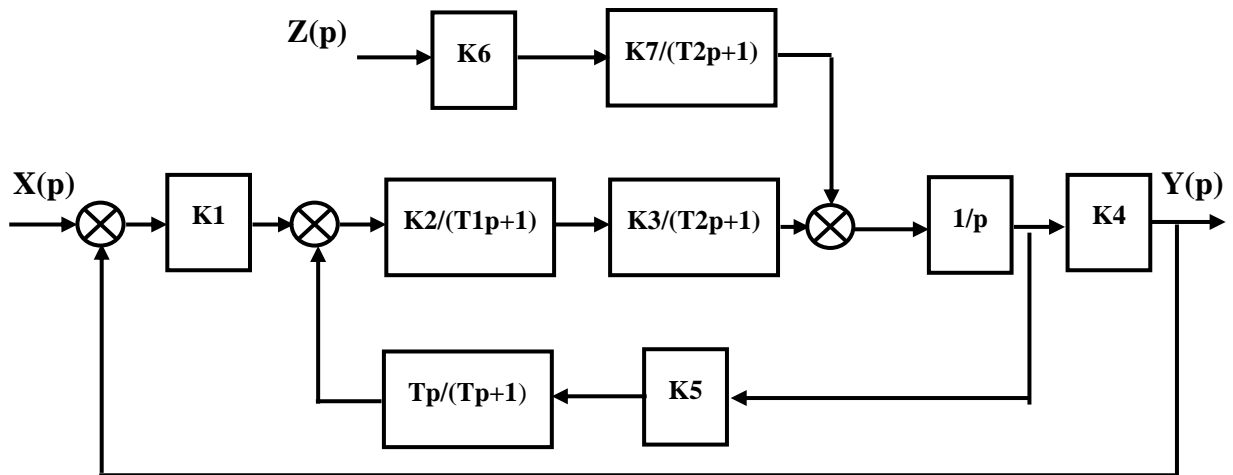 Z(p)
K6
K7/(T2p+1)
X(p)
K1
K2/(T1p+1)
K3/(T2p+1)
1/p
K4
Y(p)
Tp/(Tp+1)
K5